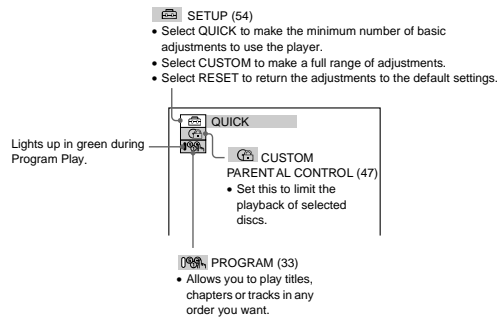 SETUP (54)
• Select QUICK to make the minimum number of basic
adjustments to use the player.
• Select CUSTOM to make a full range of adjustments.
• Select RESET to return the adjustments to the default settings.
QUICK
Lights up in green during
Program Play.
CUSTOM
PARENTAL CONTROL (47)
• Set this to limit the
playback of selected
discs.
PROGRAM (33)
• Allows you to play titles,
chapters or tracks in any
order you want.